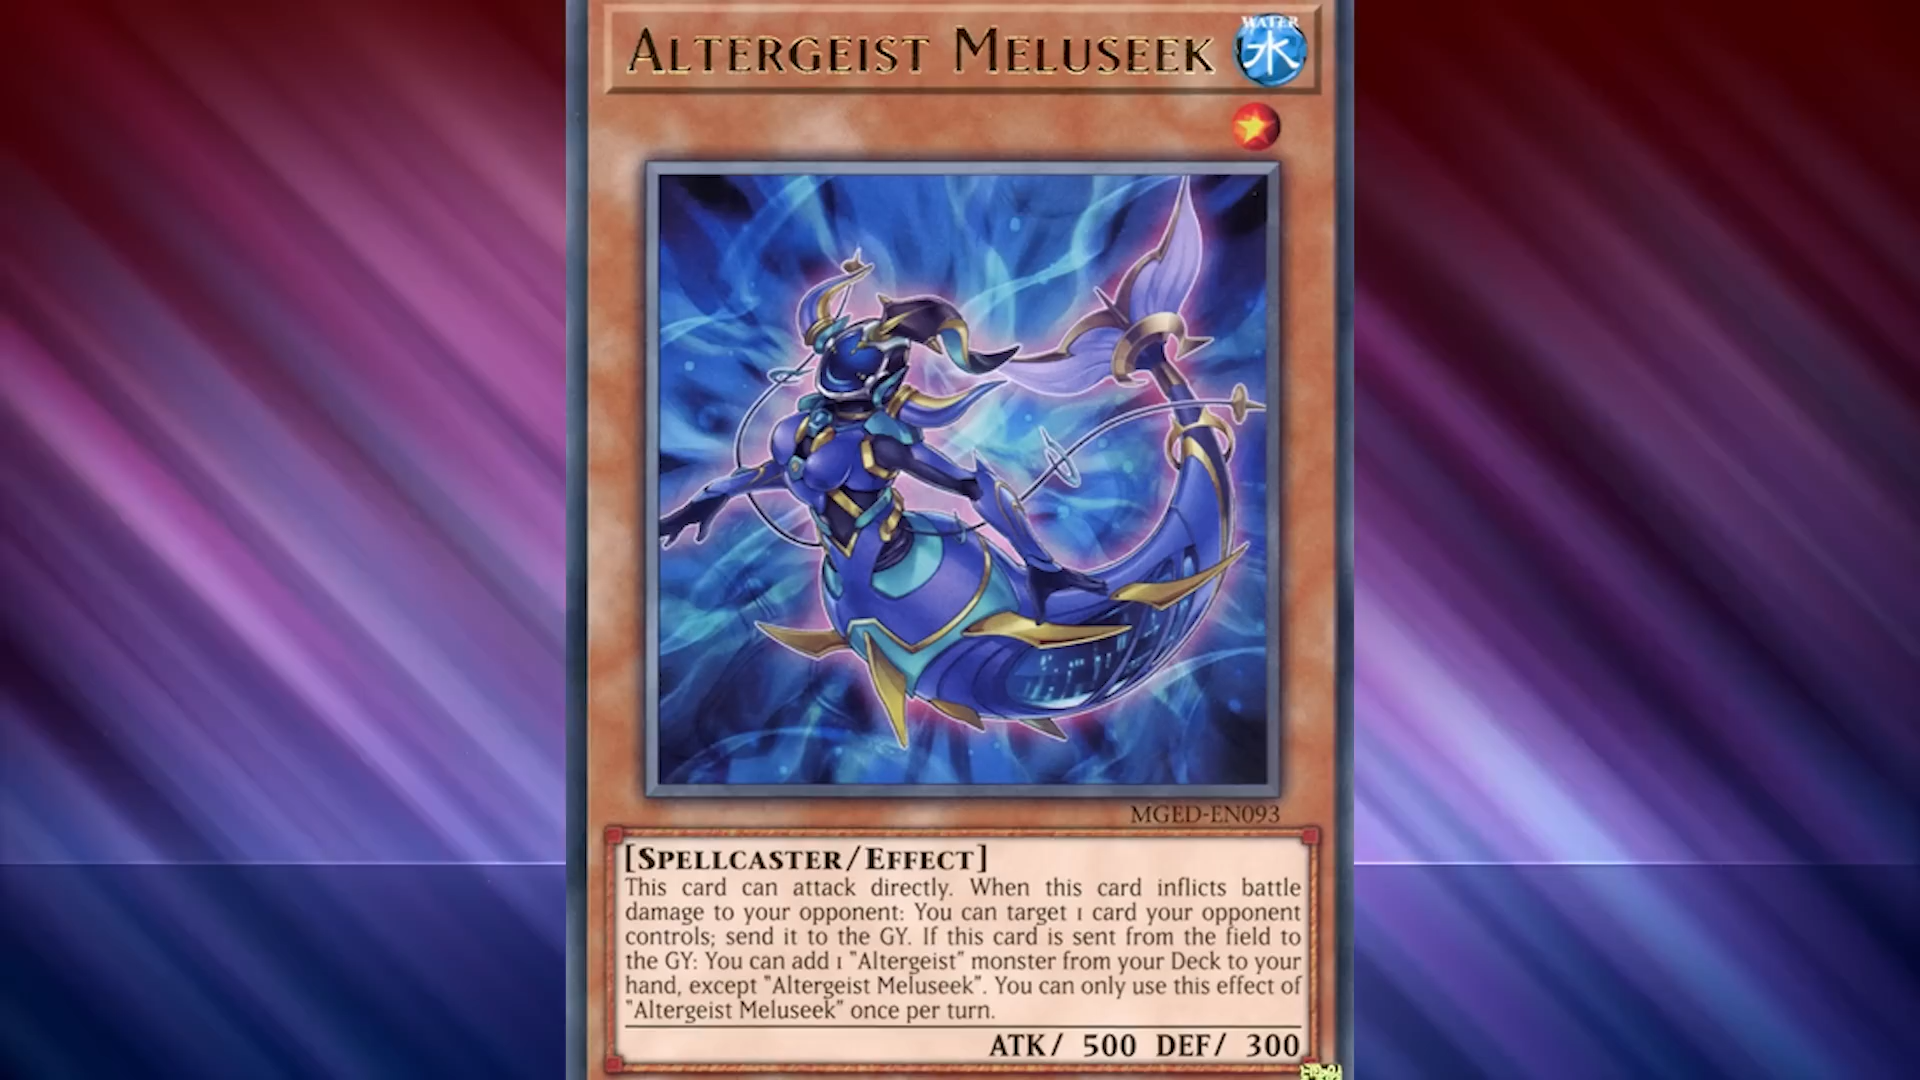 ALTERGEIST MELUSEEK
WATER
水
MGED-EN093
[SPELLCASTER/EFFECT]
This card can attack directly. When this card inflicts battle
damage to your opponent: You can target 1 card your opponent
controls; send it to the GY. If this card is sent from the field to
the GY: You can add 1 "Altergeist" monster from your Deck to your
hand, except "Altergeist Meluseek". You can only use this effect of
"Altergeist Meluseek" once per turn.
ATK/ 500 DEF/ 300